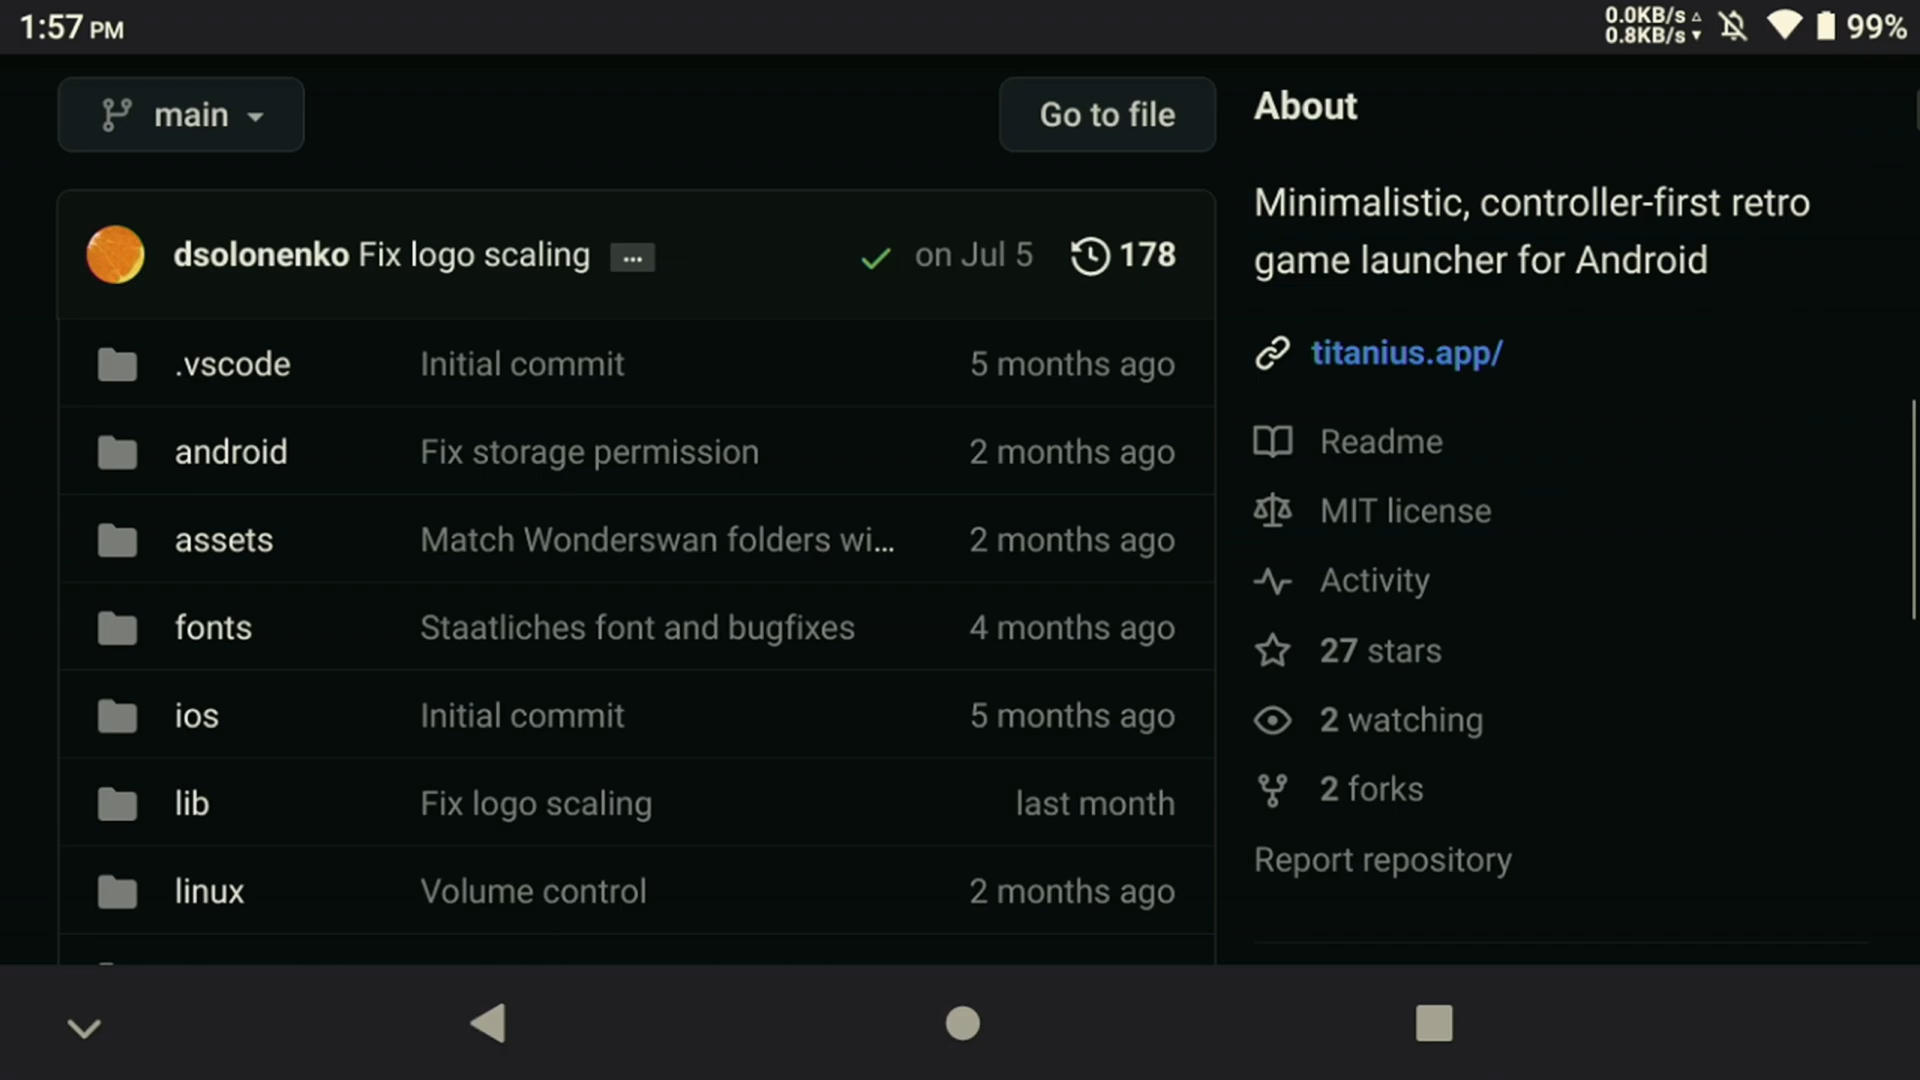 1:57 PM
0.0KB/s
0.8KB/s
99%
main
Go to file
dsolonenko Fix logo scaling ...
on Jul 5
178
.vscode Initial commit 5 months ago
android Fix storage permission 2 months ago
assets Match Wonderswan folders wi... 2 months ago
fonts Staatliches font and bugfixes 4 months ago
ios Initial commit 5 months ago
lib Fix logo scaling last month
linux Volume control 2 months ago
About
Minimalistic, controller-first retro
game launcher for Android
titanius.app/
Readme
MIT license
Activity
27 stars
2 watching
2 forks
Report repository